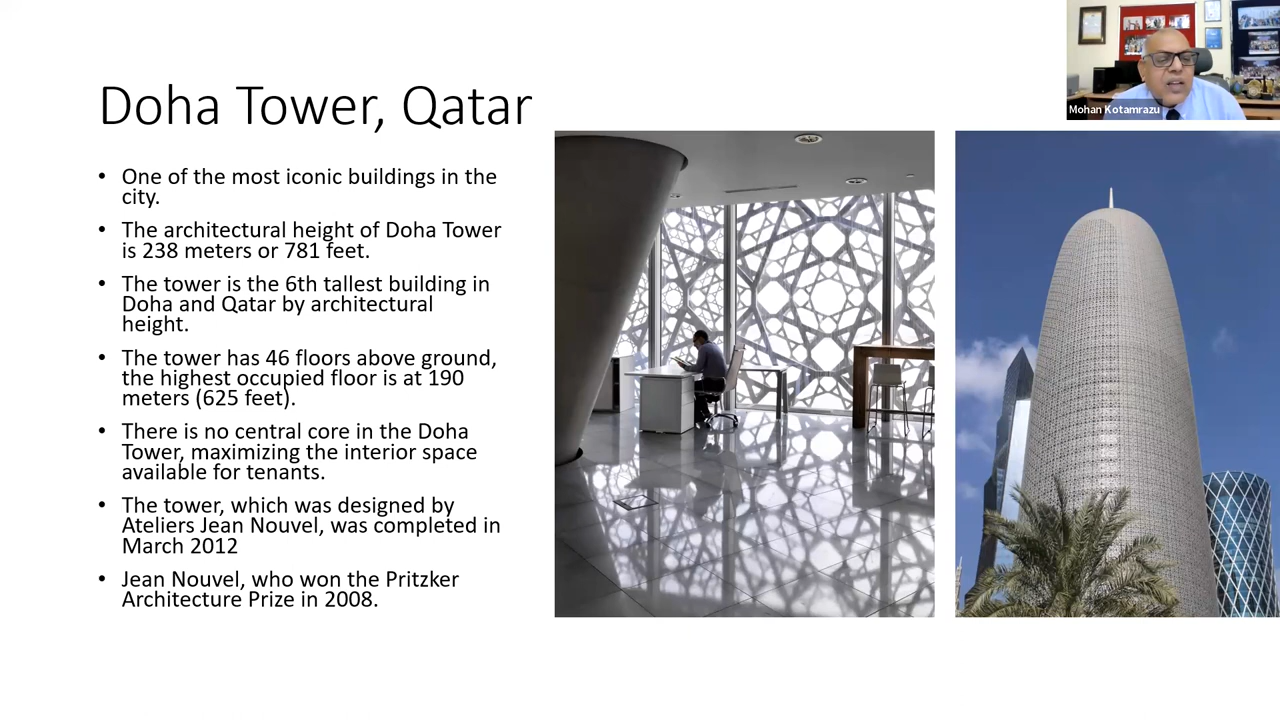 Doha Tower, Qatar
Mohan Kotamrazu
• One of the most iconic buildings in the
city.
• The architectural height of Doha Tower
is 238 meters or 781 feet.
• The tower is the 6th tallest building in
Doha and Qatar by architectural
height.
• The tower has 46 floors above ground,
the highest occupied floor is at 190
meters (625 feet).
• There is no central core in the Doha
Tower, maximizing the interior space
available for tenants.
• The tower, which was designed by
Ateliers Jean Nouvel, was completed in
March 2012
• Jean Nouvel, who won the Pritzker
Architecture Prize in 2008.